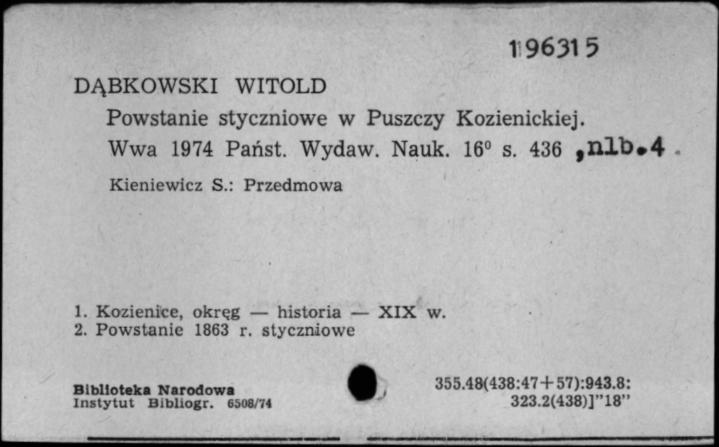 196315
DĄBKOWSKI WITOLD
Powstanie styczniowe w Puszczy Kozienickiej.
Wwa 1974 Państ. Wydaw. Nauk. 16⁰ s. 436 ,nlb.4
Kieniewicz S.: Przedmowa
1. Kozienice, okręg — historia — XIX w.
2. Powstanie 1863 r. styczniowe
Biblioteka Narodowa
Instytut Bibliogr. 6508/74
355.48(438:47+57):943.8:
323.2(438)]"18"